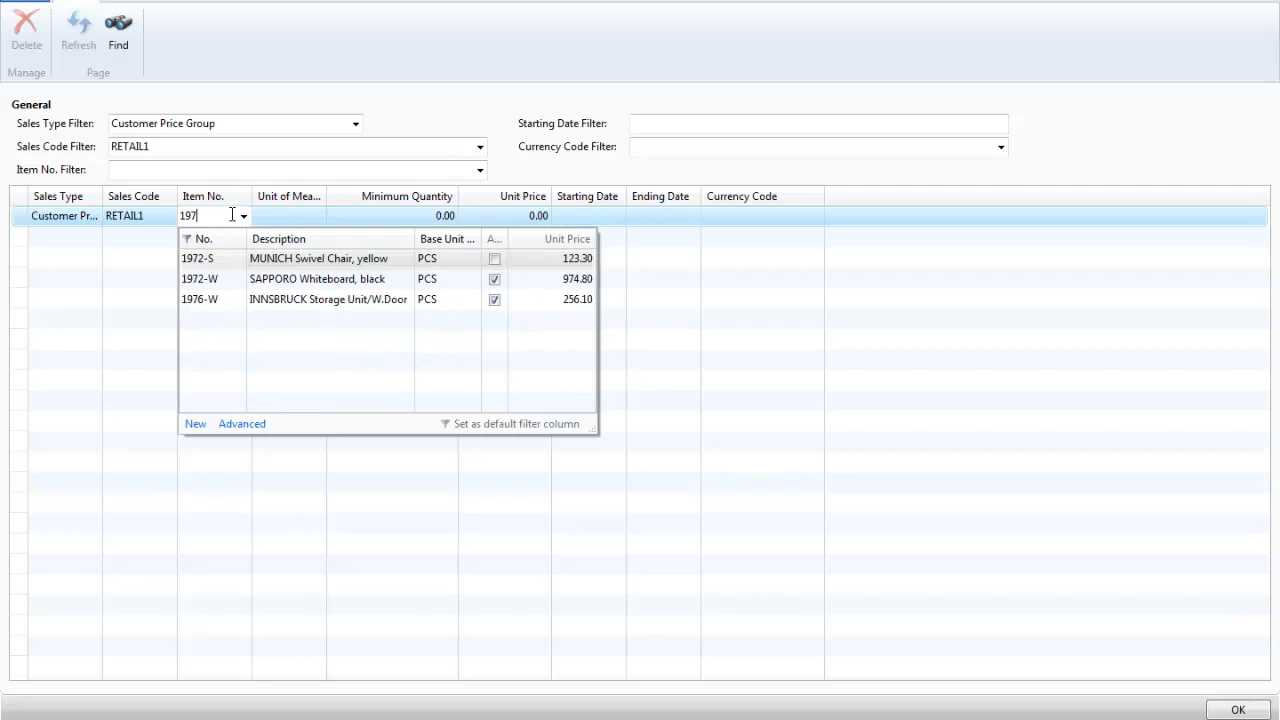 Delete Refresh Find
Manage Page
General
Sales Type Filter: Customer Price Group Starting Date Filter:
Sales Code Filter: RETAIL1 Currency Code Filter:
Item No. Filter:
Sales Type Sales Code Item No. Unit of Mea... Minimum Quantity Unit Price Starting Date Ending Date Currency Code
Customer Pr... RETAIL1 197 0.00 0.00
No. Description Base Unit ... A... Unit Price
1972-S MUNICH Swivel Chair, yellow PCS 123.30
1972-W SAPPORO Whiteboard, black PCS 974.80
1976-W INNSBRUCK Storage Unit/W.Door PCS 256.10
New Advanced Set as default filter column
OK